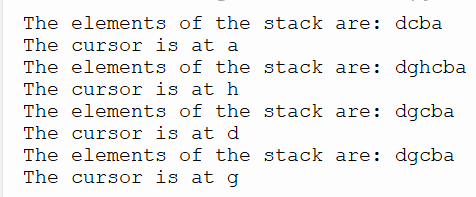 The elements of the stack are: dcba
The cursor is at a
The elements of the stack are: dghcba
The cursor is at h
The elements of the stack are: dgcba
The cursor is at d
The elements of the stack are: dgcba
The cursor is at g